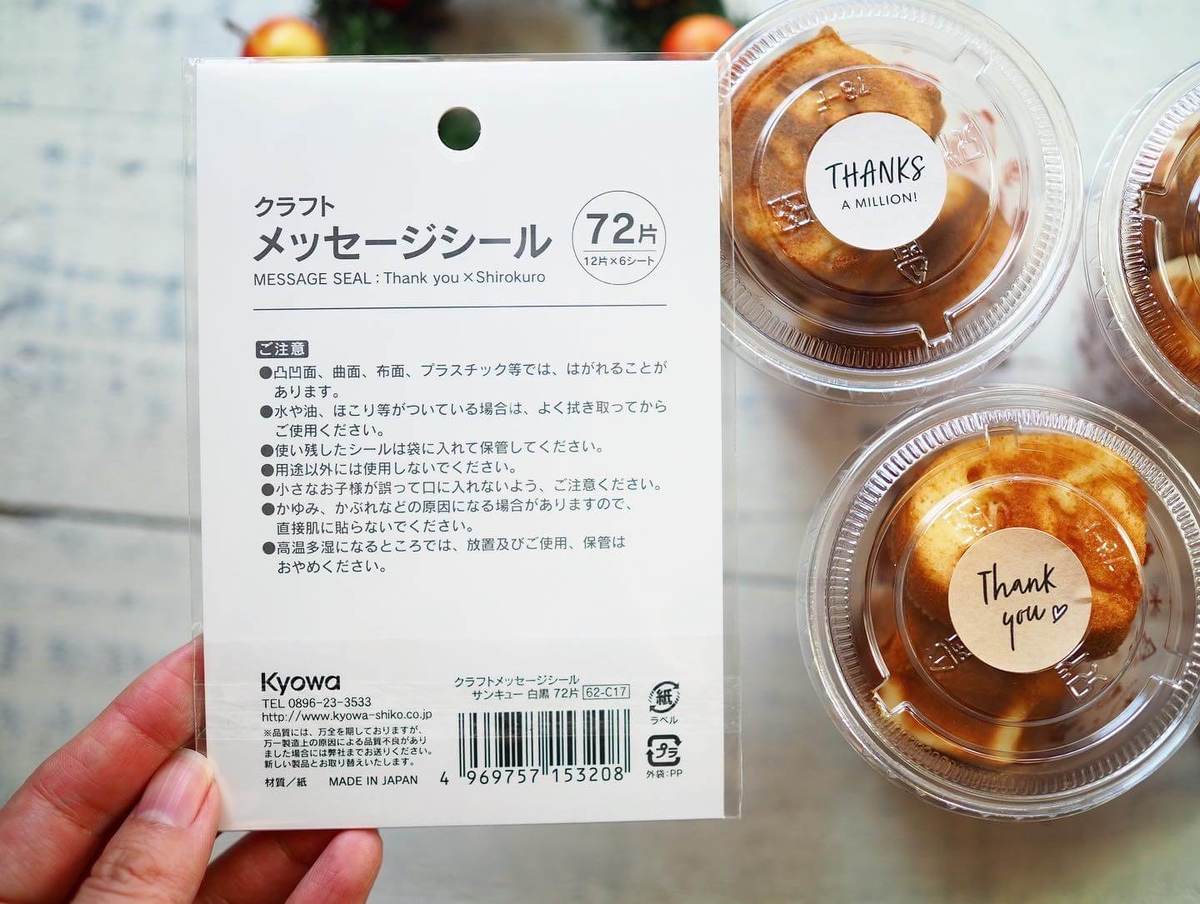 クラフト
メッセージシール
MESSAGE SEAL : Thank you×Shirokuro
72片
12片×6シート
ご注意
●凸凹面、曲面、布面、プラスチック等では、はがれることが
あります。
●水や油、ほこり等がついている場合は、よく拭き取ってから
ご使用ください。
●使い残したシールは袋に入れて保管してください。
●用途以外には使用しないでください。
●小さなお子様が誤って口に入れないよう、ご注意ください。
●かゆみ、かぶれなどの原因になる場合がありますので、
直接肌に貼らないでください。
●高温多湿になるところでは、放置及びご使用、保管は
おやめください。
Kyowa
TEL 0896-23-3533
http://www.kyowa-shiko.co.jp
※品質には、万全を期しておりますが、
万一製造上の原因による品質不良があり
ました場合には弊社までお送りください。
新しい製品とお取り替えいたします。
材質／紙 MADE IN JAPAN
クラフトメッセージシール
サンキュー 白黒 72片 62-C17
4 969757 153208
紙
ラベル
プラ
外袋:PP
THANKS
A MILLION!
Thank
you♡